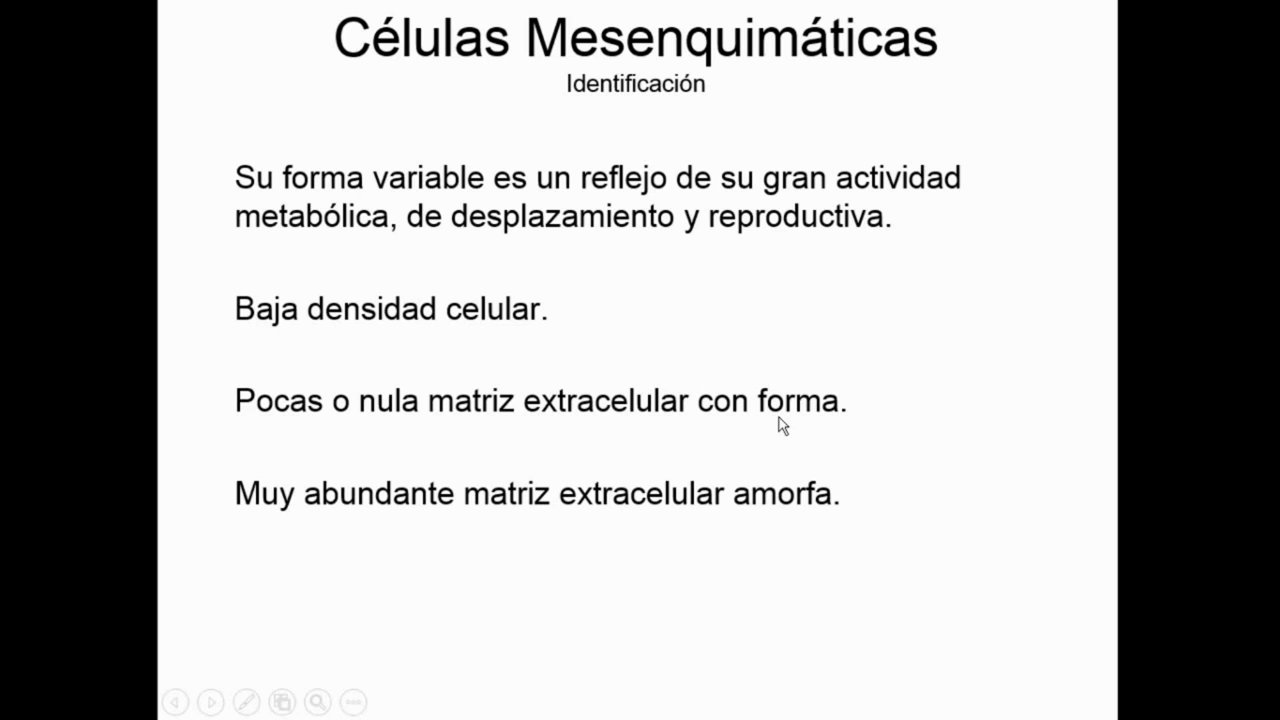 Células Mesenquimáticas
Identificación
Su forma variable es un reflejo de su gran actividad
metabólica, de desplazamiento y reproductiva.
Baja densidad celular.
Pocas o nula matriz extracelular con forma.
Muy abundante matriz extracelular amorfa.